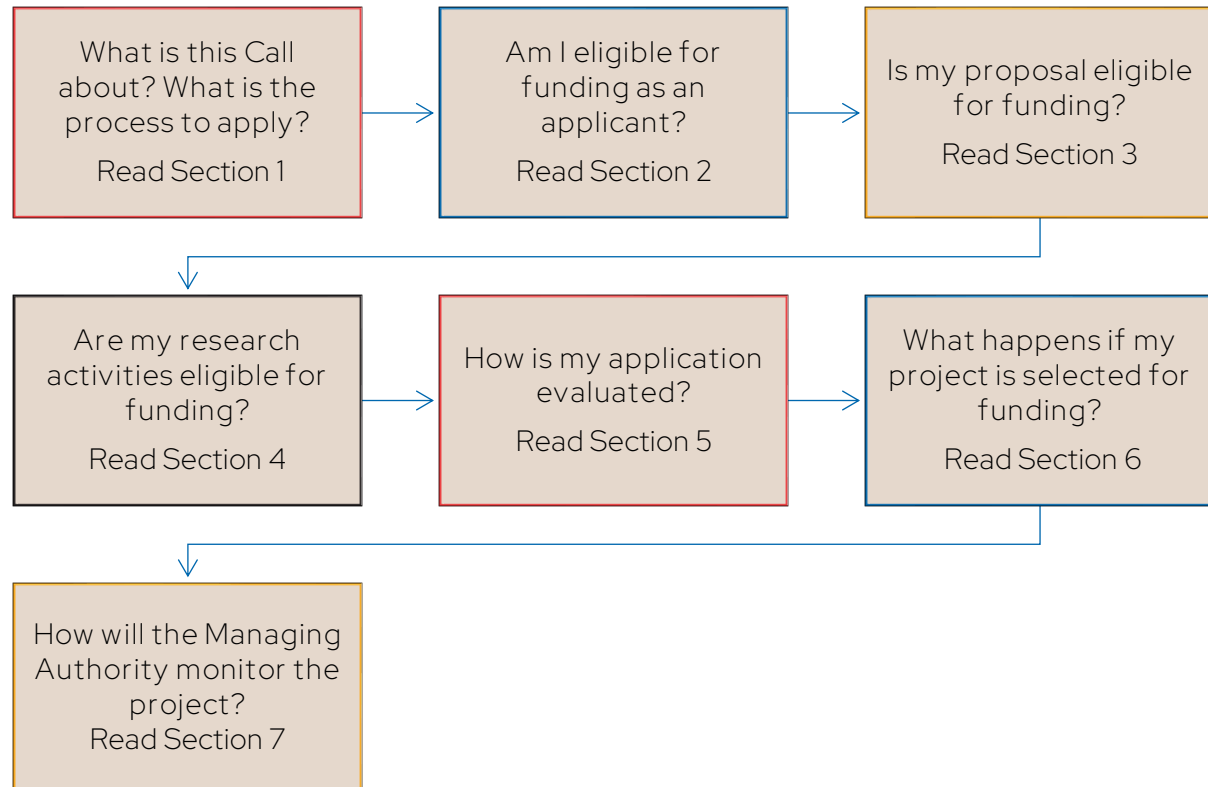 What is this Call
about? What is the
process to apply?
Read Section 1
Am I eligible for
funding as an
applicant?
Read Section 2
Is my proposal eligible
for funding?
Read Section 3
Are my research
activities eligible for
funding?
Read Section 4
How is my application
evaluated?
Read Section 5
What happens if my
project is selected for
funding?
Read Section 6
How will the Managing
Authority monitor the
project?
Read Section 7